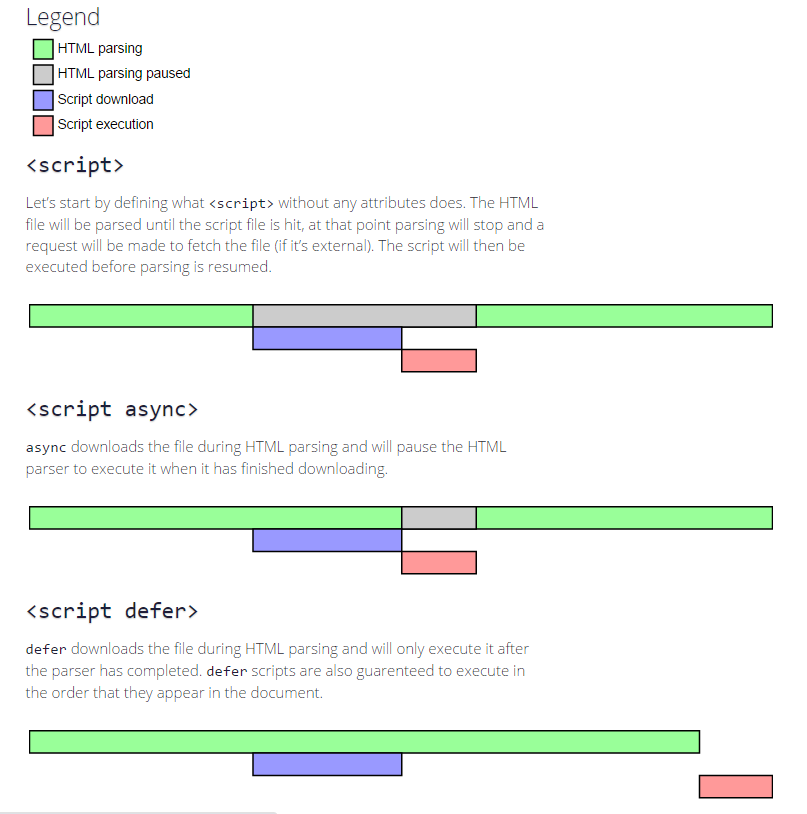 Legend
HTML parsing
HTML parsing paused
Script download
Script execution
<script>
Let's start by defining what <script> without any attributes does. The HTML
file will be parsed until the script file is hit, at that point parsing will stop and a
request will be made to fetch the file (if it's external). The script will then be
executed before parsing is resumed.
<script async>
async downloads the file during HTML parsing and will pause the HTML
parser to execute it when it has finished downloading.
<script defer>
defer downloads the file during HTML parsing and will only execute it after
the parser has completed. defer scripts are also guarenteed to execute in
the order that they appear in the document.